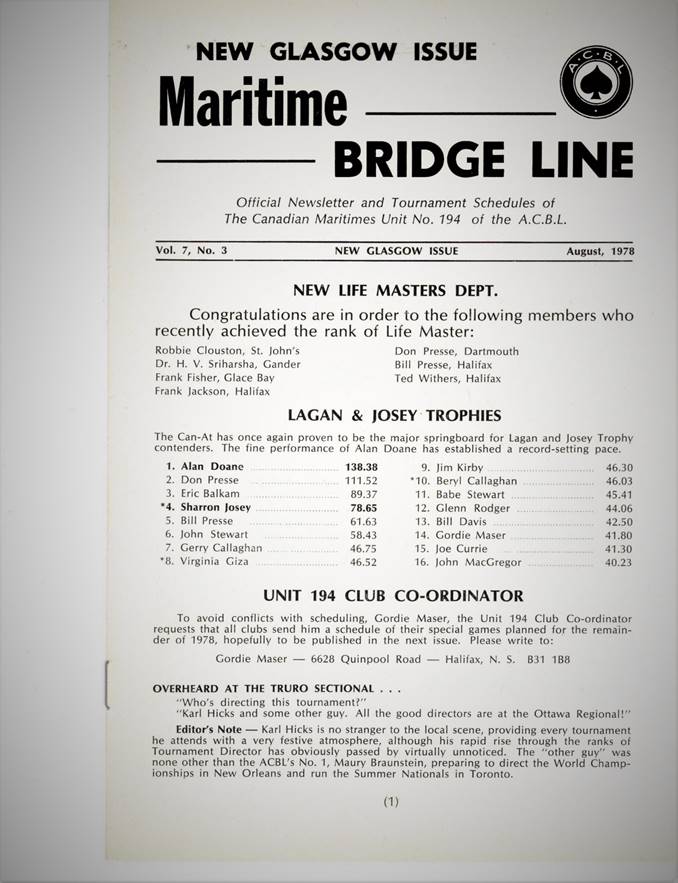 NEW GLASGOW ISSUE
A.C.B.L.
Maritime
BRIDGE LINE
Official Newsletter and Tournament Schedules of
The Canadian Maritimes Unit No. 194 of the A.C.B.L.
Vol. 7, No. 3 NEW GLASGOW ISSUE August, 1978
NEW LIFE MASTERS DEPT.
Congratulations are in order to the following members who
recently achieved the rank of Life Master:
Robbie Clouston, St. John's
Dr. H. V. Sriharsha, Gander
Frank Fisher, Glace Bay
Frank Jackson, Halifax
Don Presse, Dartmouth
Bill Presse, Halifax
Ted Withers, Halifax
LAGAN & JOSEY TROPHIES
The Can-At has once again proven to be the major springboard for Lagan and Josey Trophy
contenders. The fine performance of Alan Doane has established a record-setting pace.
1. Alan Doane 138.38
2. Don Presse 111.52
3. Eric Balkam 89.37
*4. Sharron Josey 78.65
5. Bill Presse 61.63
6. John Stewart 58.43
7. Gerry Callaghan 46.75
*8. Virginia Giza 46.52
9. Jim Kirby 46.30
*10. Beryl Callaghan 46.03
11. Babe Stewart 45.41
12. Glenn Rodger 44.06
13. Bill Davis 42.50
14. Gordie Maser 41.80
15. Joe Currie 41.30
16. John MacGregor 40.23
UNIT 194 CLUB CO-ORDINATOR
To avoid conflicts with scheduling, Gordie Maser, the Unit 194 Club Co-ordinator
requests that all clubs send him a schedule of their special games planned for the remain-
der of 1978, hopefully to be published in the next issue. Please write to:
Gordie Maser — 6628 Quinpool Road — Halifax, N. S. B31 1B8
OVERHEARD AT THE TRURO SECTIONAL . . .
"Who's directing this tournament?"
"Karl Hicks and some other guy. All the good directors are at the Ottawa Regional!"
Editor's Note — Karl Hicks is no stranger to the local scene, providing every tournament
he attends with a very festive atmosphere, although his rapid rise through the ranks of
Tournament Director has obviously passed by virtually unnoticed. The "other guy" was
none other than the ACBL's No. 1, Maury Braunstein, preparing to direct the World Champ-
ionships in New Orleans and run the Summer Nationals in Toronto.
(1)